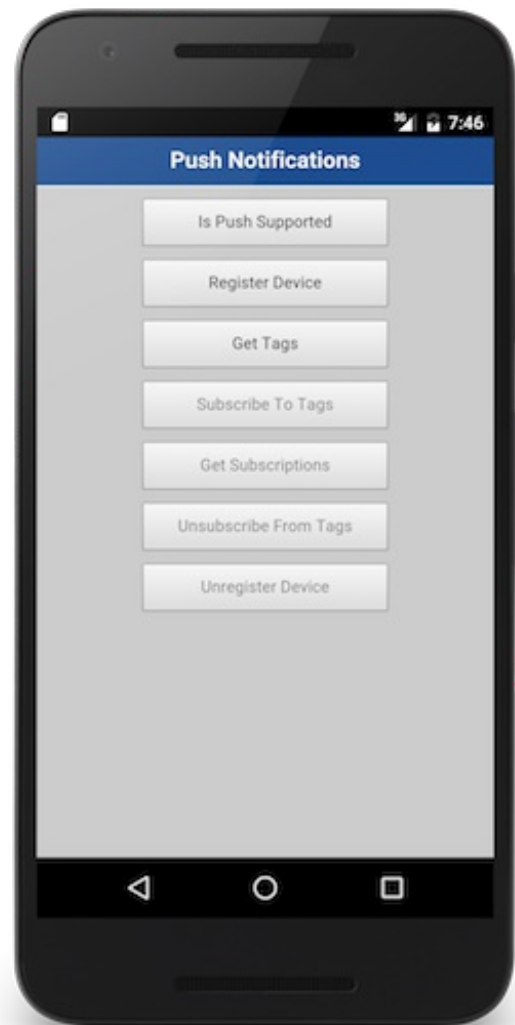 3G 7:46
Push Notifications
Is Push Supported
Register Device
Get Tags
Subscribe To Tags
Get Subscriptions
Unsubscribe From Tags
Unregister Device